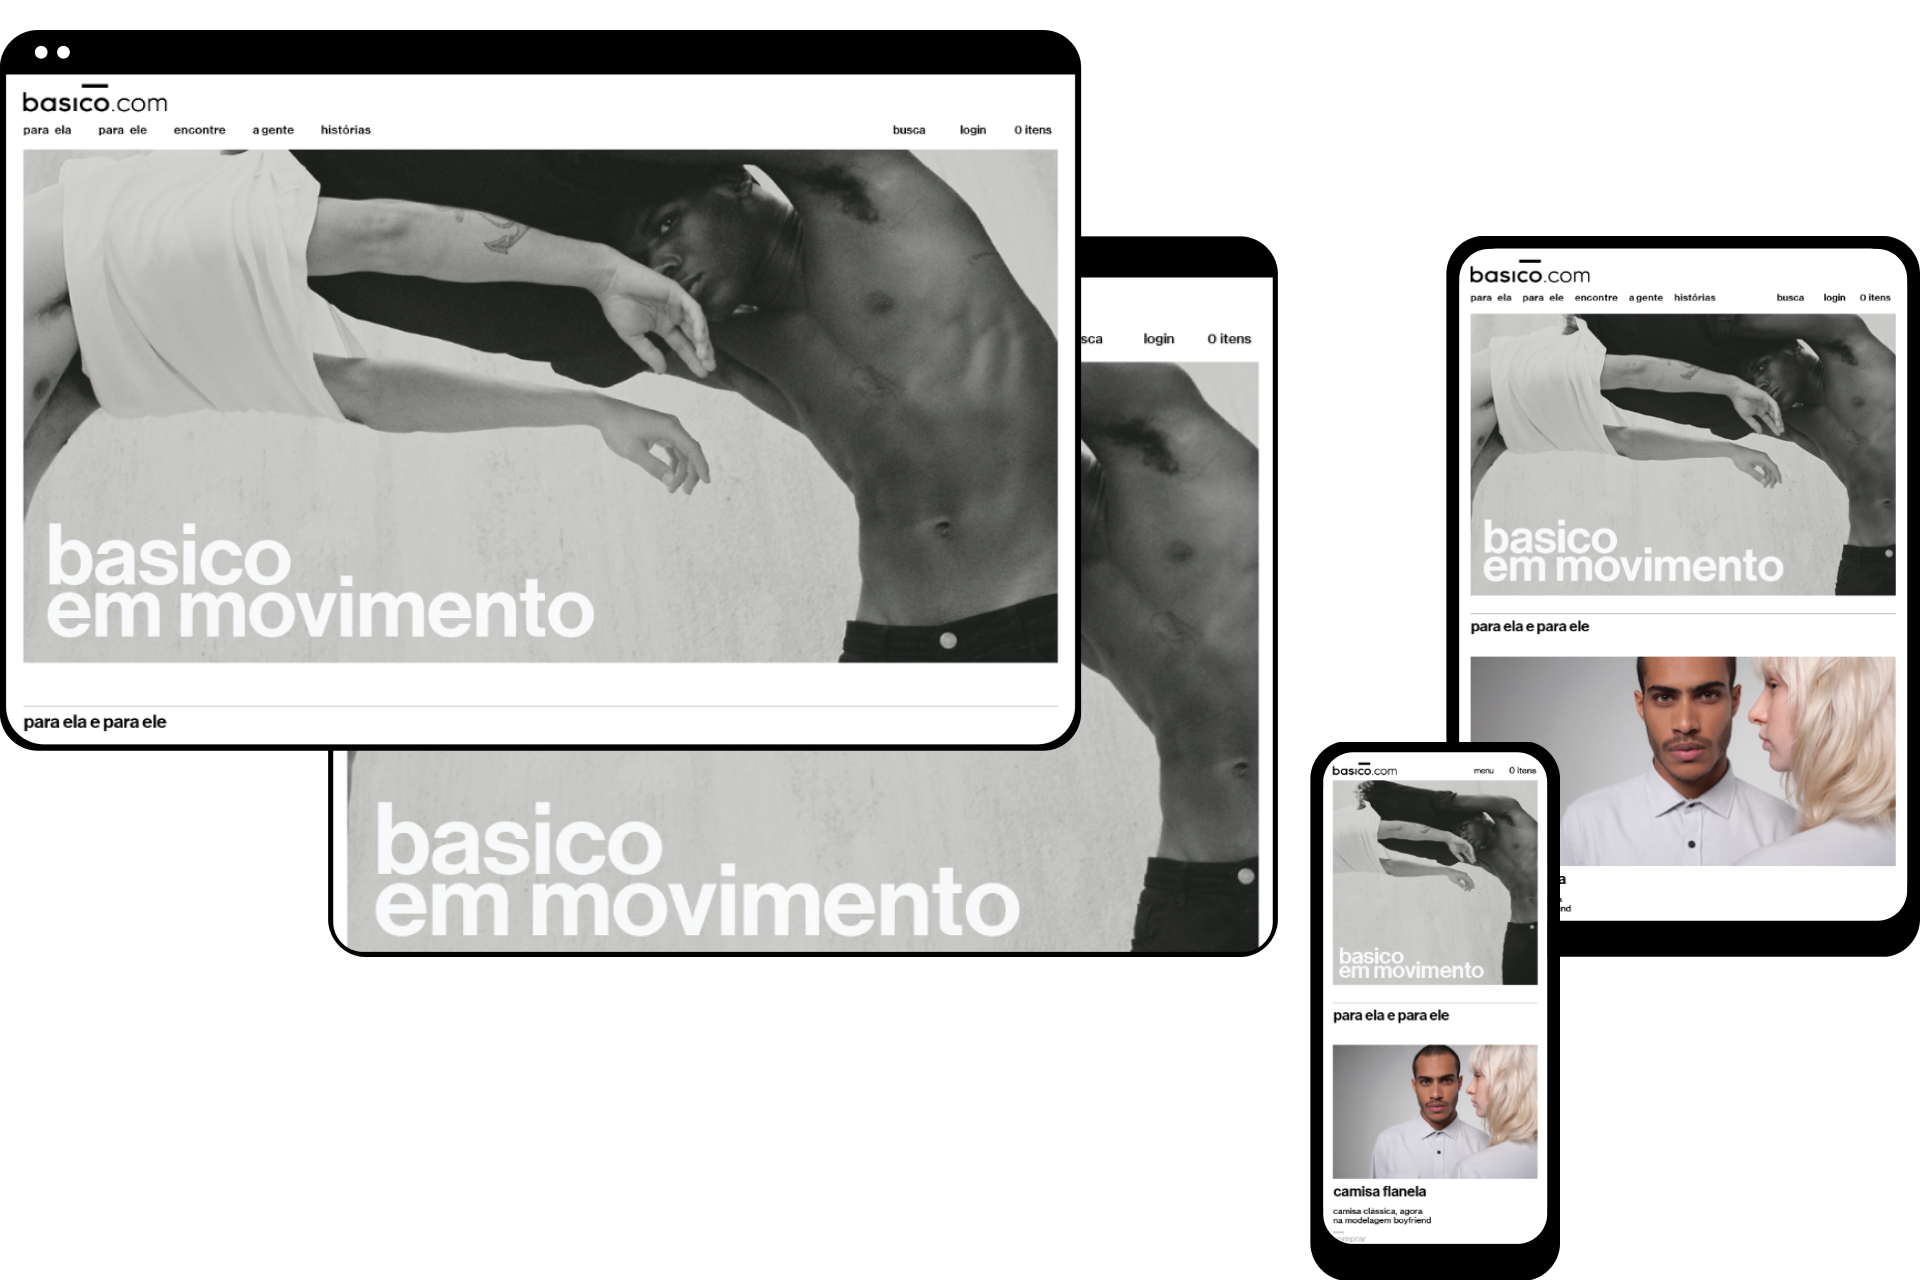 basico.com
para ela para ele encontre a gente histórias busca login 0 itens
basico
em movimento
para ela e para ele
login 0 itens
basico
em movimento
basico.com
para ela para ele encontre a gente histórias busca login 0 itens
basico
em movimento
para ela e para ele
basico.com menu 0 itens
basico
em movimento
para ela e para ele
camisa flanela
camisa clássica, agora
na modelagem boyfriend